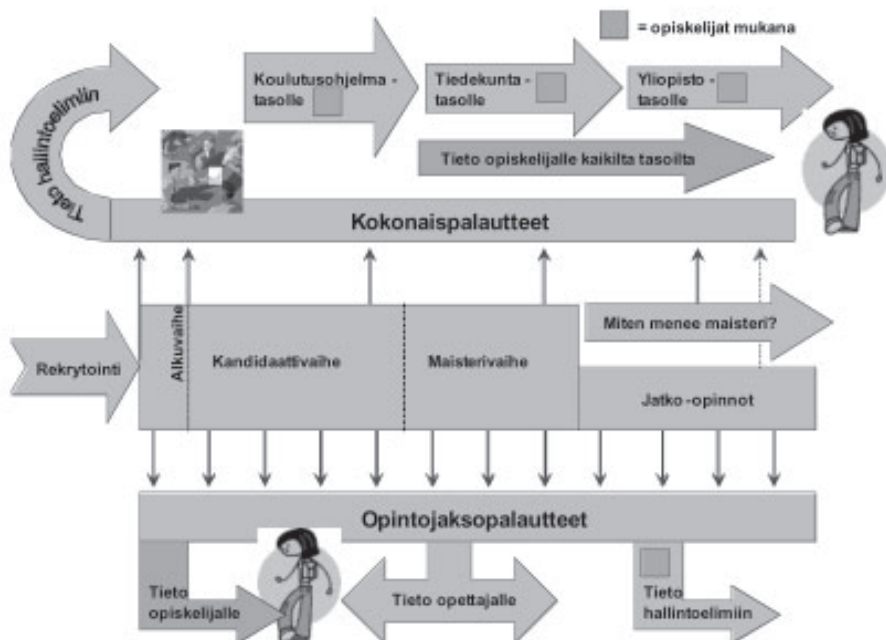 = opiskelijat mukana
Koulutusohjelma -
tasolle
Tiedekunta -
tasolle
Yliopisto -
tasolle
Tieto hallintoelimiin
Tieto opiskelijalle kaikilta tasoilta
Kokonaispalautteet
Rekrytointi
Alkuvaihe
Kandidaattivaihe
Maisterivaihe
Miten menee maisteri?
Jatko -opinnot
Opintojaksopalautteet
Tieto
opiskelijalle
Tieto opettajalle
Tieto
hallintoelimiin